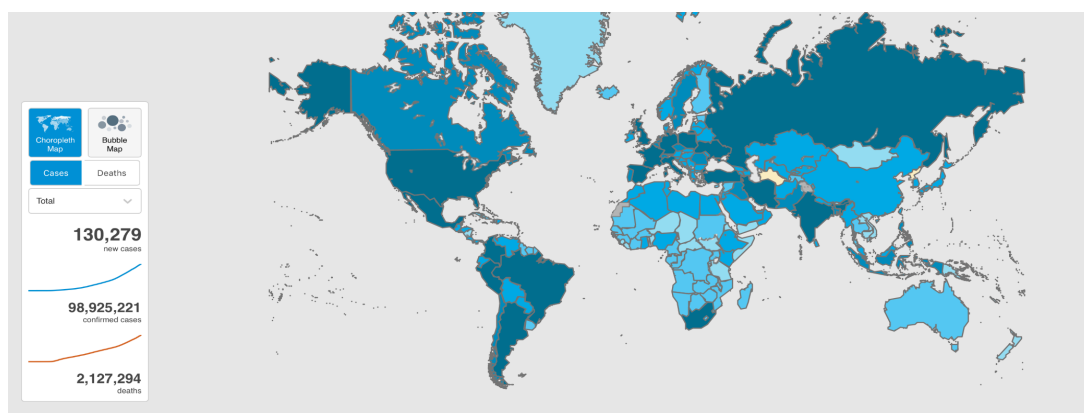 Choropleth
Map
Bubble
Map
Cases
Deaths
Total
130,279
new cases
98,925,221
confirmed cases
2,127,294
deaths